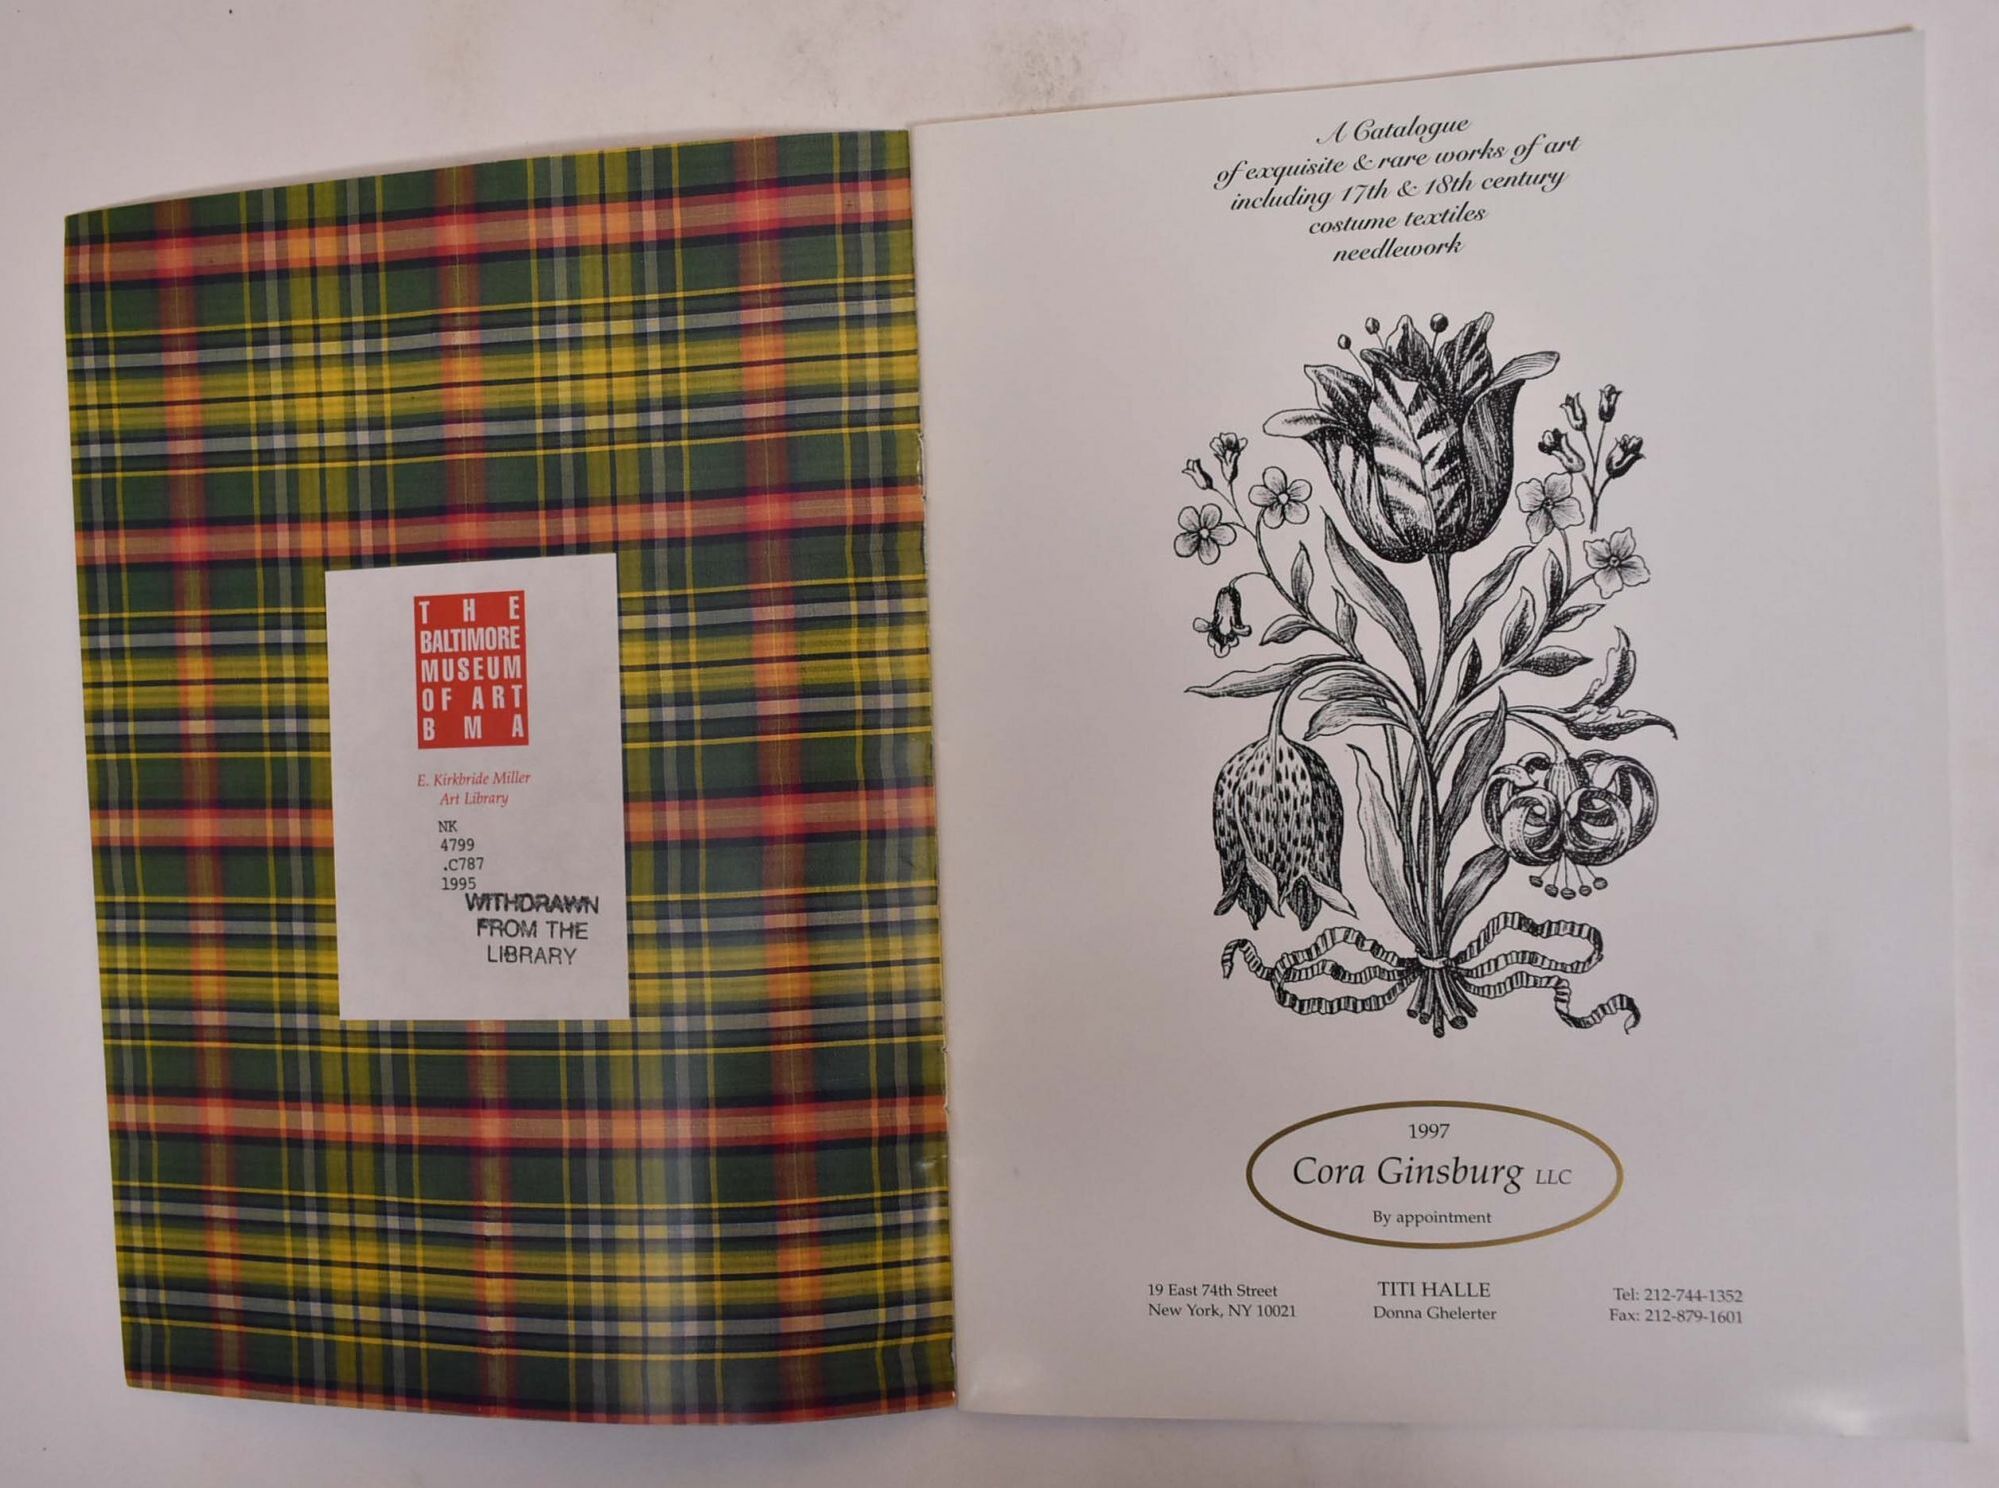 THE
BALTIMORE
MUSEUM
OF ART
BMA
E. Kirkbride Miller
Art Library
NK
4799
.C787
1995
WITHDRAWN
FROM THE
LIBRARY
A Catalogue
of exquisite & rare works of art
including 17th & 18th century
costume textiles
needlework
1997
Cora Ginsburg LLC
By appointment
19 East 74th Street
New York, NY 10021
TITI HALLE
Donna Ghelerter
Tel: 212-744-1352
Fax: 212-879-1601